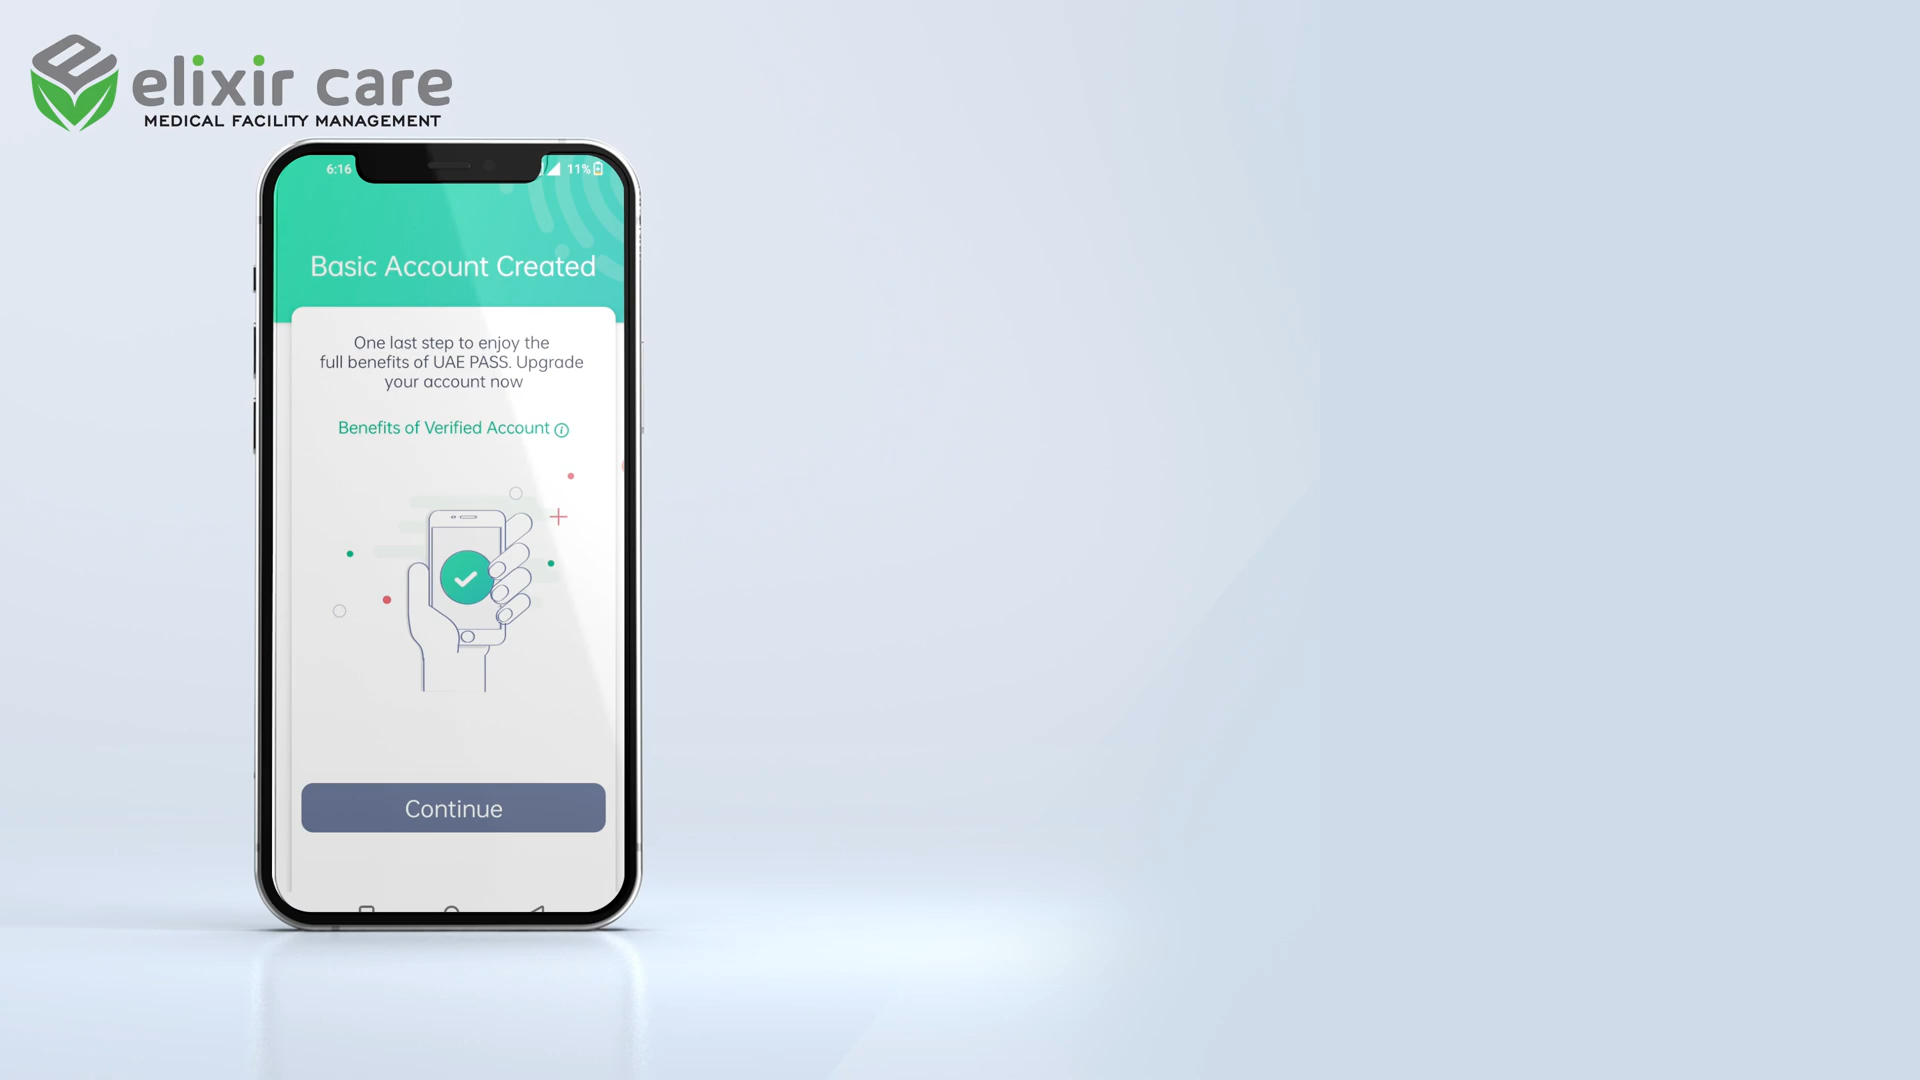 elixir care
MEDICAL FACILITY MANAGEMENT
6:16
11%
Basic Account Created
One last step to enjoy the
full benefits of UAE PASS. Upgrade
your account now
Benefits of Verified Account
Continue